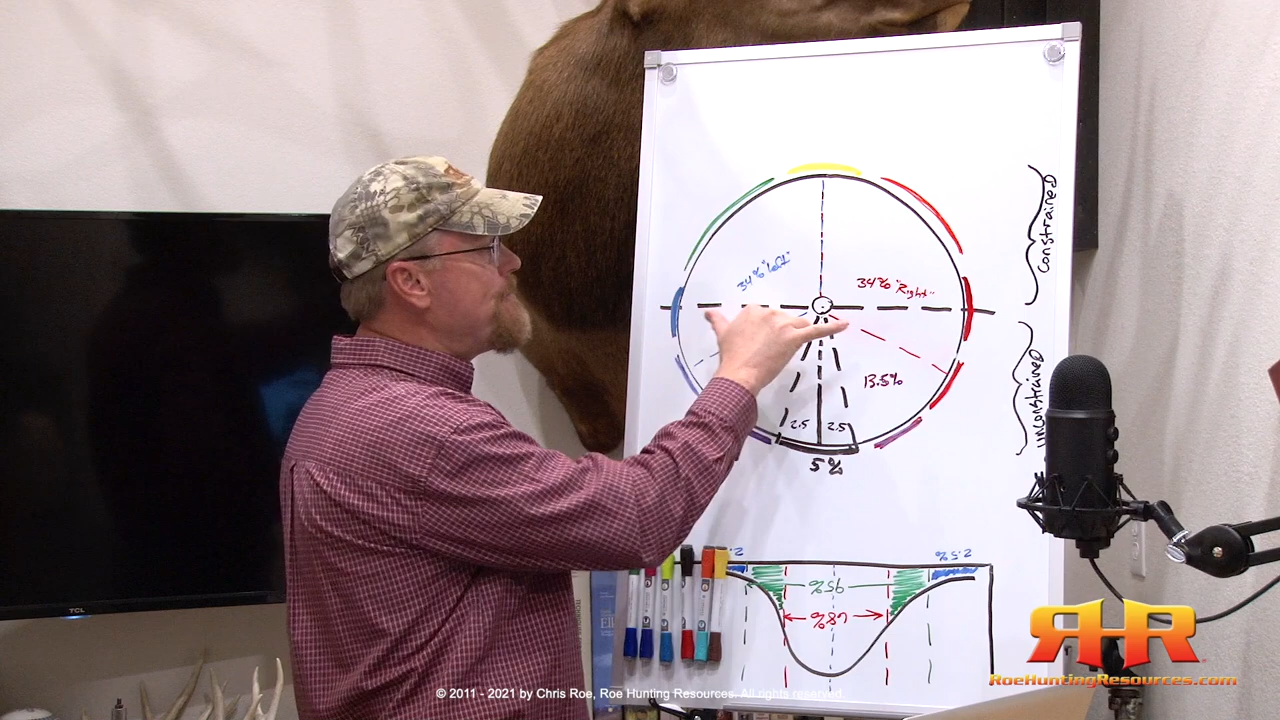 constrained
34% "left"
34% "Right"
unconstrained
13.5%
2.5
2.5
5%
2.
2.5%
95%
68%
TCL
RHR
RoeHuntingResources.com
© 2011 - 2021 by Chris Roe, Roe Hunting Resources. All rights reserved.